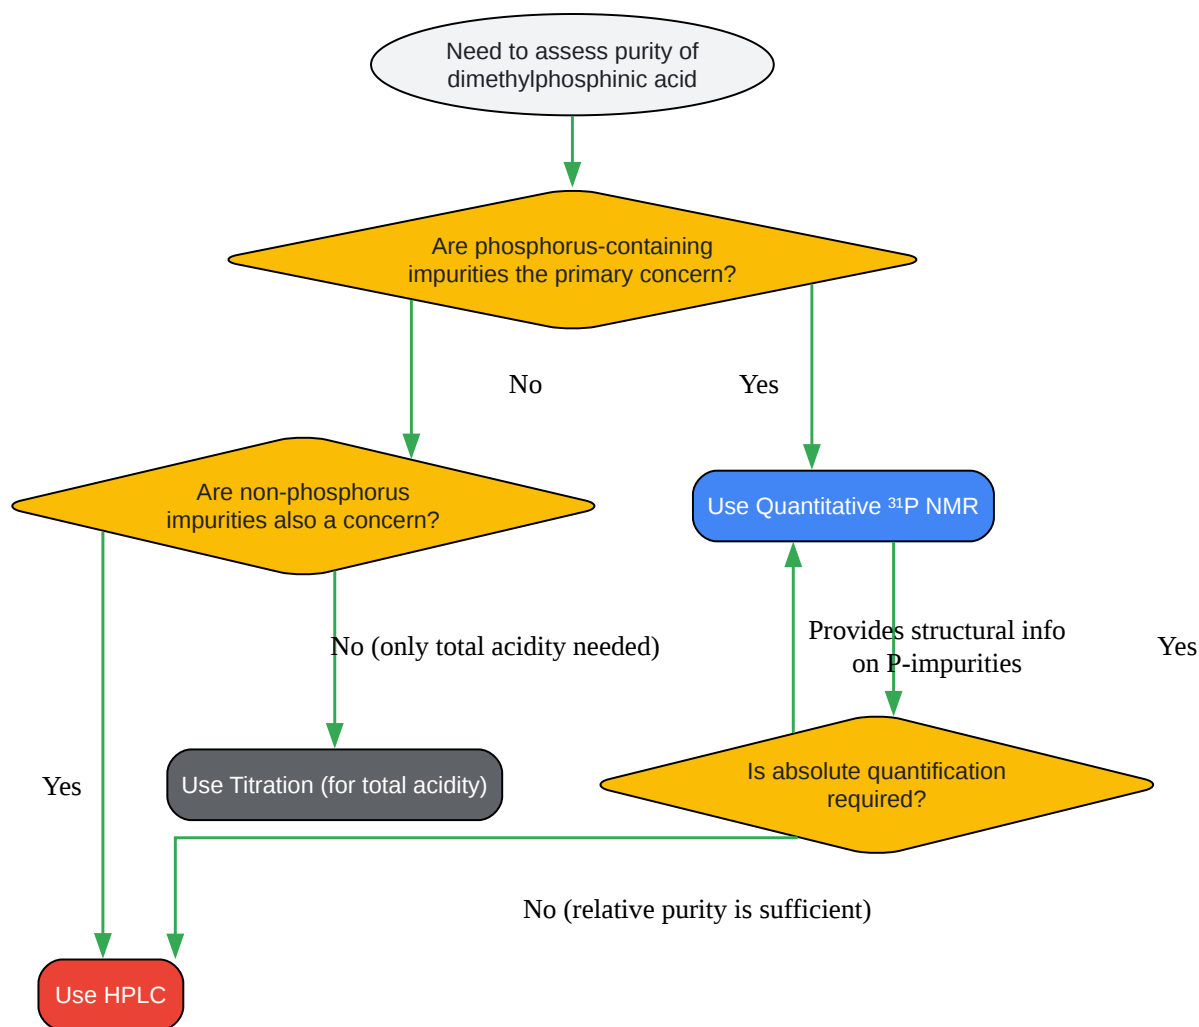 Need to assess purity of
dimethylphosphinic acid
Are phosphorus-containing
impurities the primary concern?
No
Yes
Are non-phosphorus
impurities also a concern?
Use Quantitative ³¹P NMR
No (only total acidity needed)
Provides structural info
on P-impurities
Yes
Yes
Use Titration (for total acidity)
Is absolute quantification
required?
No (relative purity is sufficient)
Use HPLC